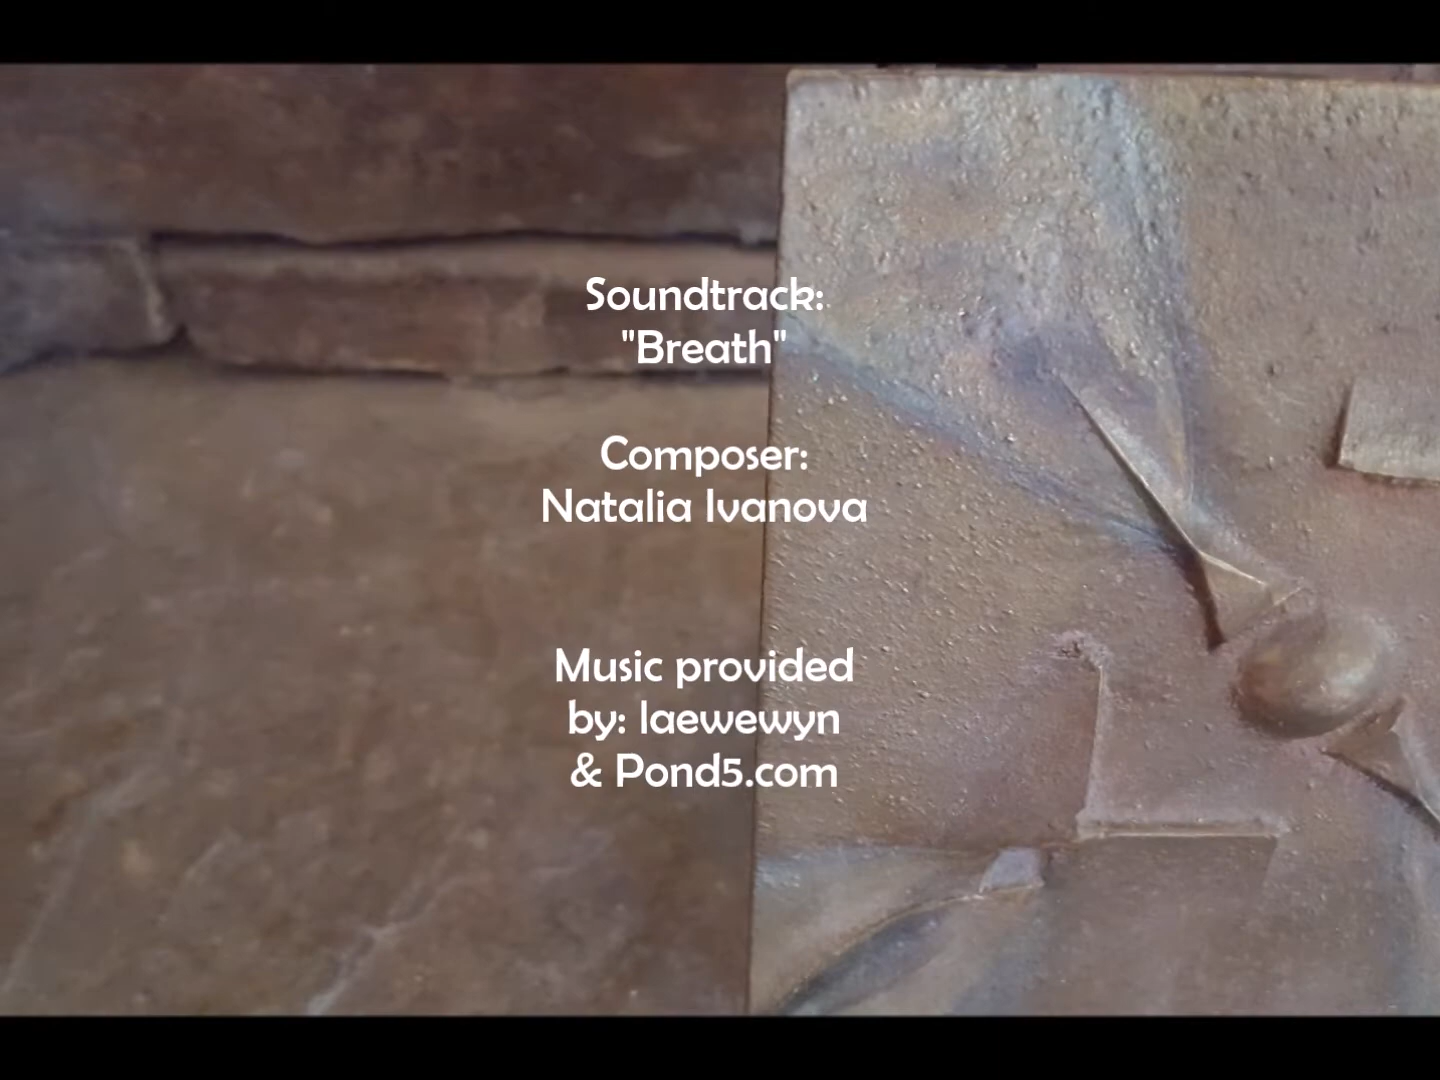 Soundtrack:
"Breath"
Composer:
Natalia Ivanova
Music provided
by: laewewyn
& Pond5.com